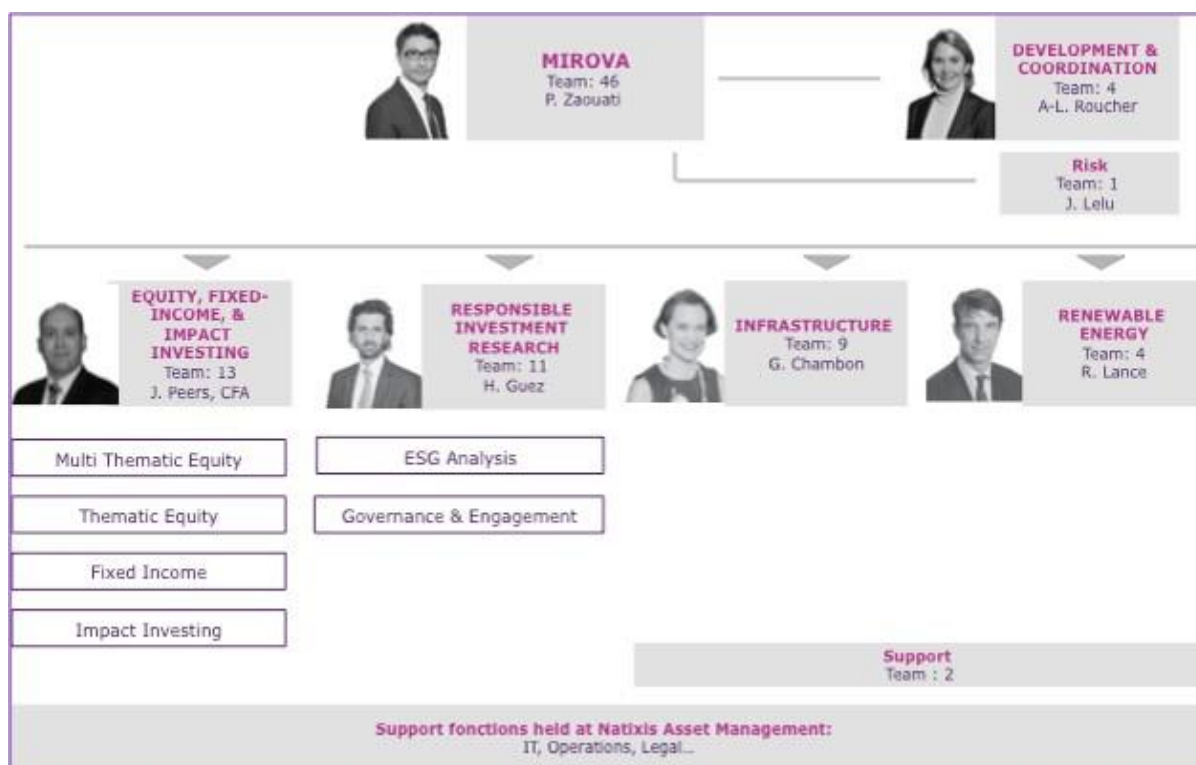 MIROVA
Team: 46
P. Zaouati
DEVELOPMENT &
COORDINATION
Team: 4
A-L. Roucher
Risk
Team: 1
J. Lelu
EQUITY, FIXED-
INCOME, &
IMPACT
INVESTING
Team: 13
J. Peers, CFA
RESPONSIBLE
INVESTMENT
RESEARCH
Team: 11
H. Guez
INFRASTRUCTURE
Team: 9
G. Chambon
RENEWABLE
ENERGY
Team: 4
R. Lance
Multi Thematic Equity
Thematic Equity
Fixed Income
Impact Investing
ESG Analysis
Governance & Engagement
Support
Team : 2
Support fonctions held at Natixis Asset Management:
IT, Operations, Legal...